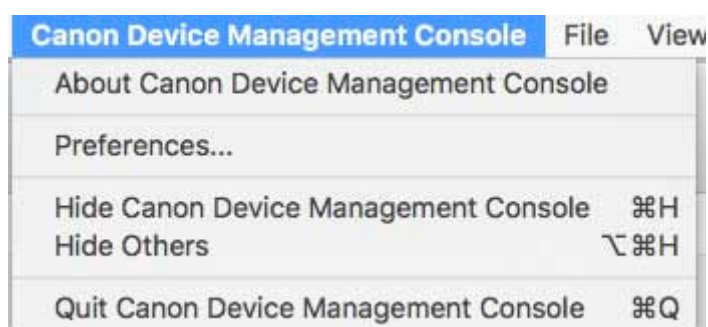 Canon Device Management Console File View
About Canon Device Management Console
Preferences...
Hide Canon Device Management Console ⌘H
Hide Others ⌥⌘H
Quit Canon Device Management Console ⌘Q